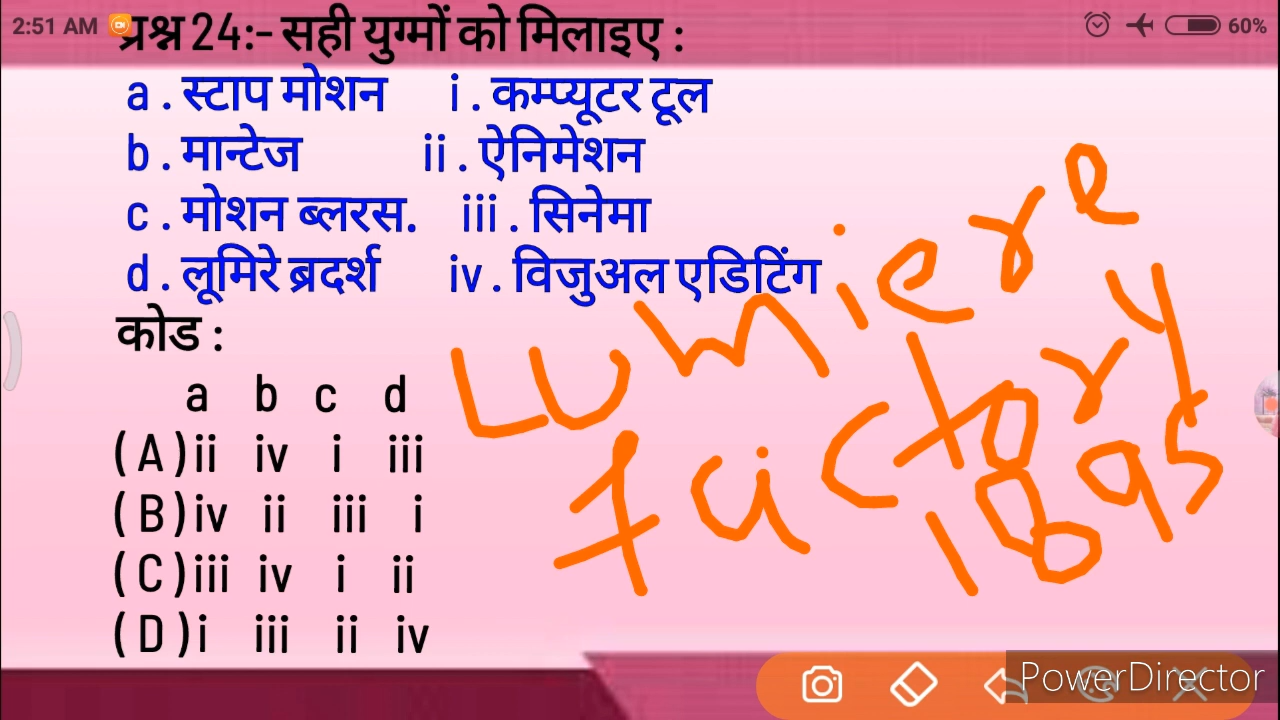 2:51 AM 60%
प्रश्न 24:- सही युग्मों को मिलाइए :
a . स्टाप मोशन i . कम्प्यूटर टूल
b . मान्टेज ii . ऐनिमेशन
c . मोशन ब्लरस. iii . सिनेमा
d . लूमिरे ब्रदर्श iv . विजुअल एडिटिंग
कोड :
a b c d
(A) ii iv i iii
(B) iv ii iii i
(C) iii iv i ii
(D) i iii ii iv
Lumiere
factory
1895
PowerDirector